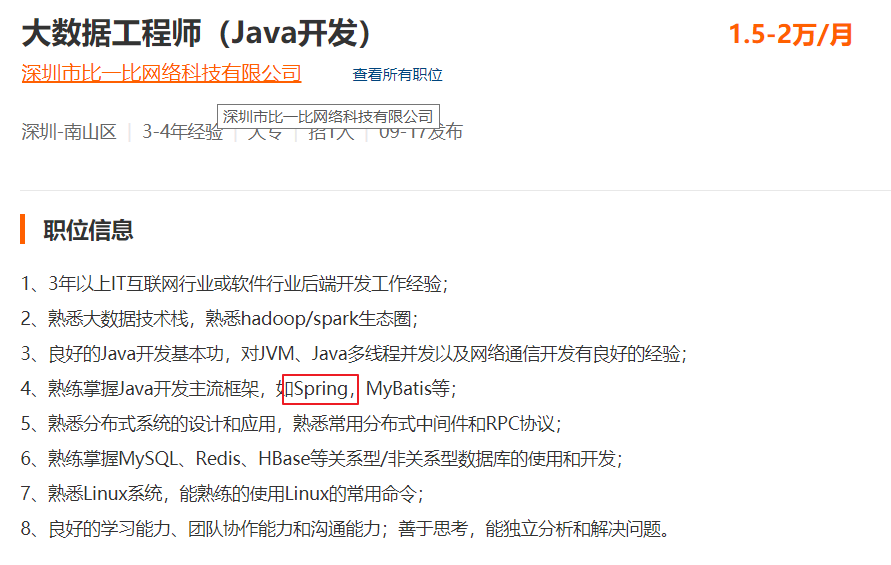 大数据工程师（Java开发）
1.5-2万/月
深圳市比一比网络科技有限公司 查看所有职位
深圳市比一比网络科技有限公司
深圳-南山区 | 3-4年经验 | 大专 | 招1人 | 09-17发布
职位信息
1、3年以上IT互联网行业或软件行业后端开发工作经验；
2、熟悉大数据技术栈，熟悉hadoop/spark生态圈；
3、良好的Java开发基本功，对JVM、Java多线程并发以及网络通信开发有良好的经验；
4、熟练掌握Java开发主流框架，如Spring，MyBatis等；
5、熟悉分布式系统的设计和应用，熟悉常用分布式中间件和RPC协议；
6、熟练掌握MySQL、Redis、HBase等关系型/非关系型数据库的使用和开发；
7、熟悉Linux系统，能熟练的使用Linux的常用命令；
8、良好的学习能力、团队协作能力和沟通能力；善于思考，能独立分析和解决问题。